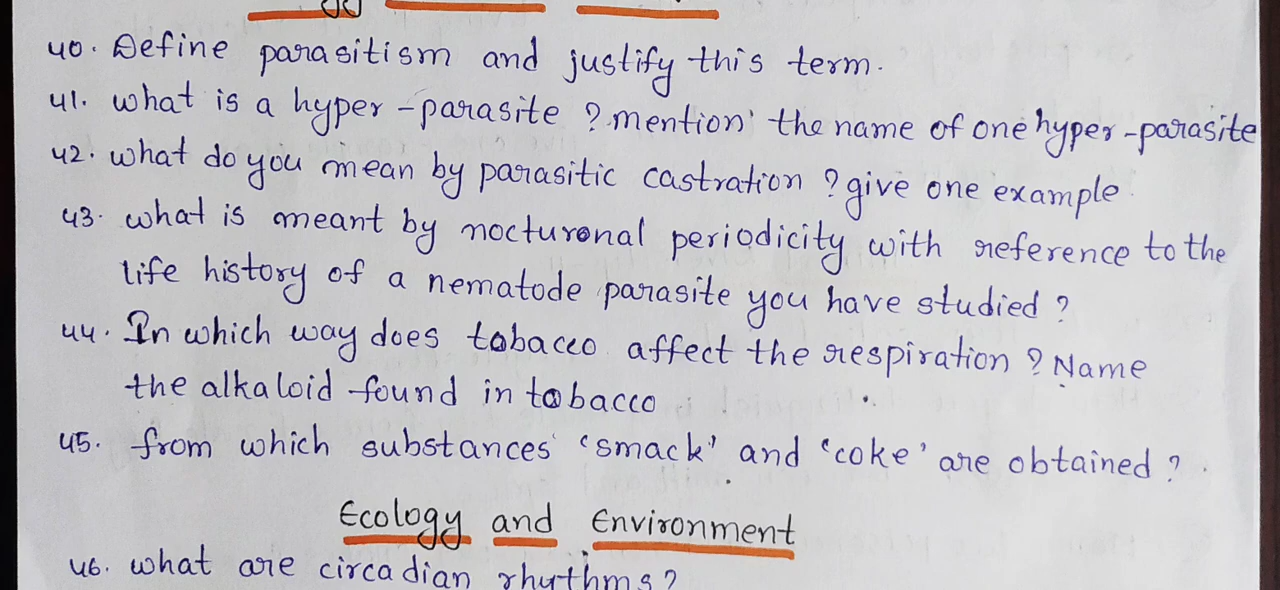 40. Define parasitism and justify this term.
41. what is a hyper-parasite ? mention the name of one hyper-parasite
42. what do you mean by parasitic castration ? give one example
43. what is meant by nocturonal periodicity with reference to the
life history of a nematode parasite you have studied ?
44. In which way does tobacco affect the respiration ? Name
the alkaloid found in tobacco
45. from which substances 'smack' and 'coke' are obtained ?
Ecology and Environment
46. what are circadian rhythms ?